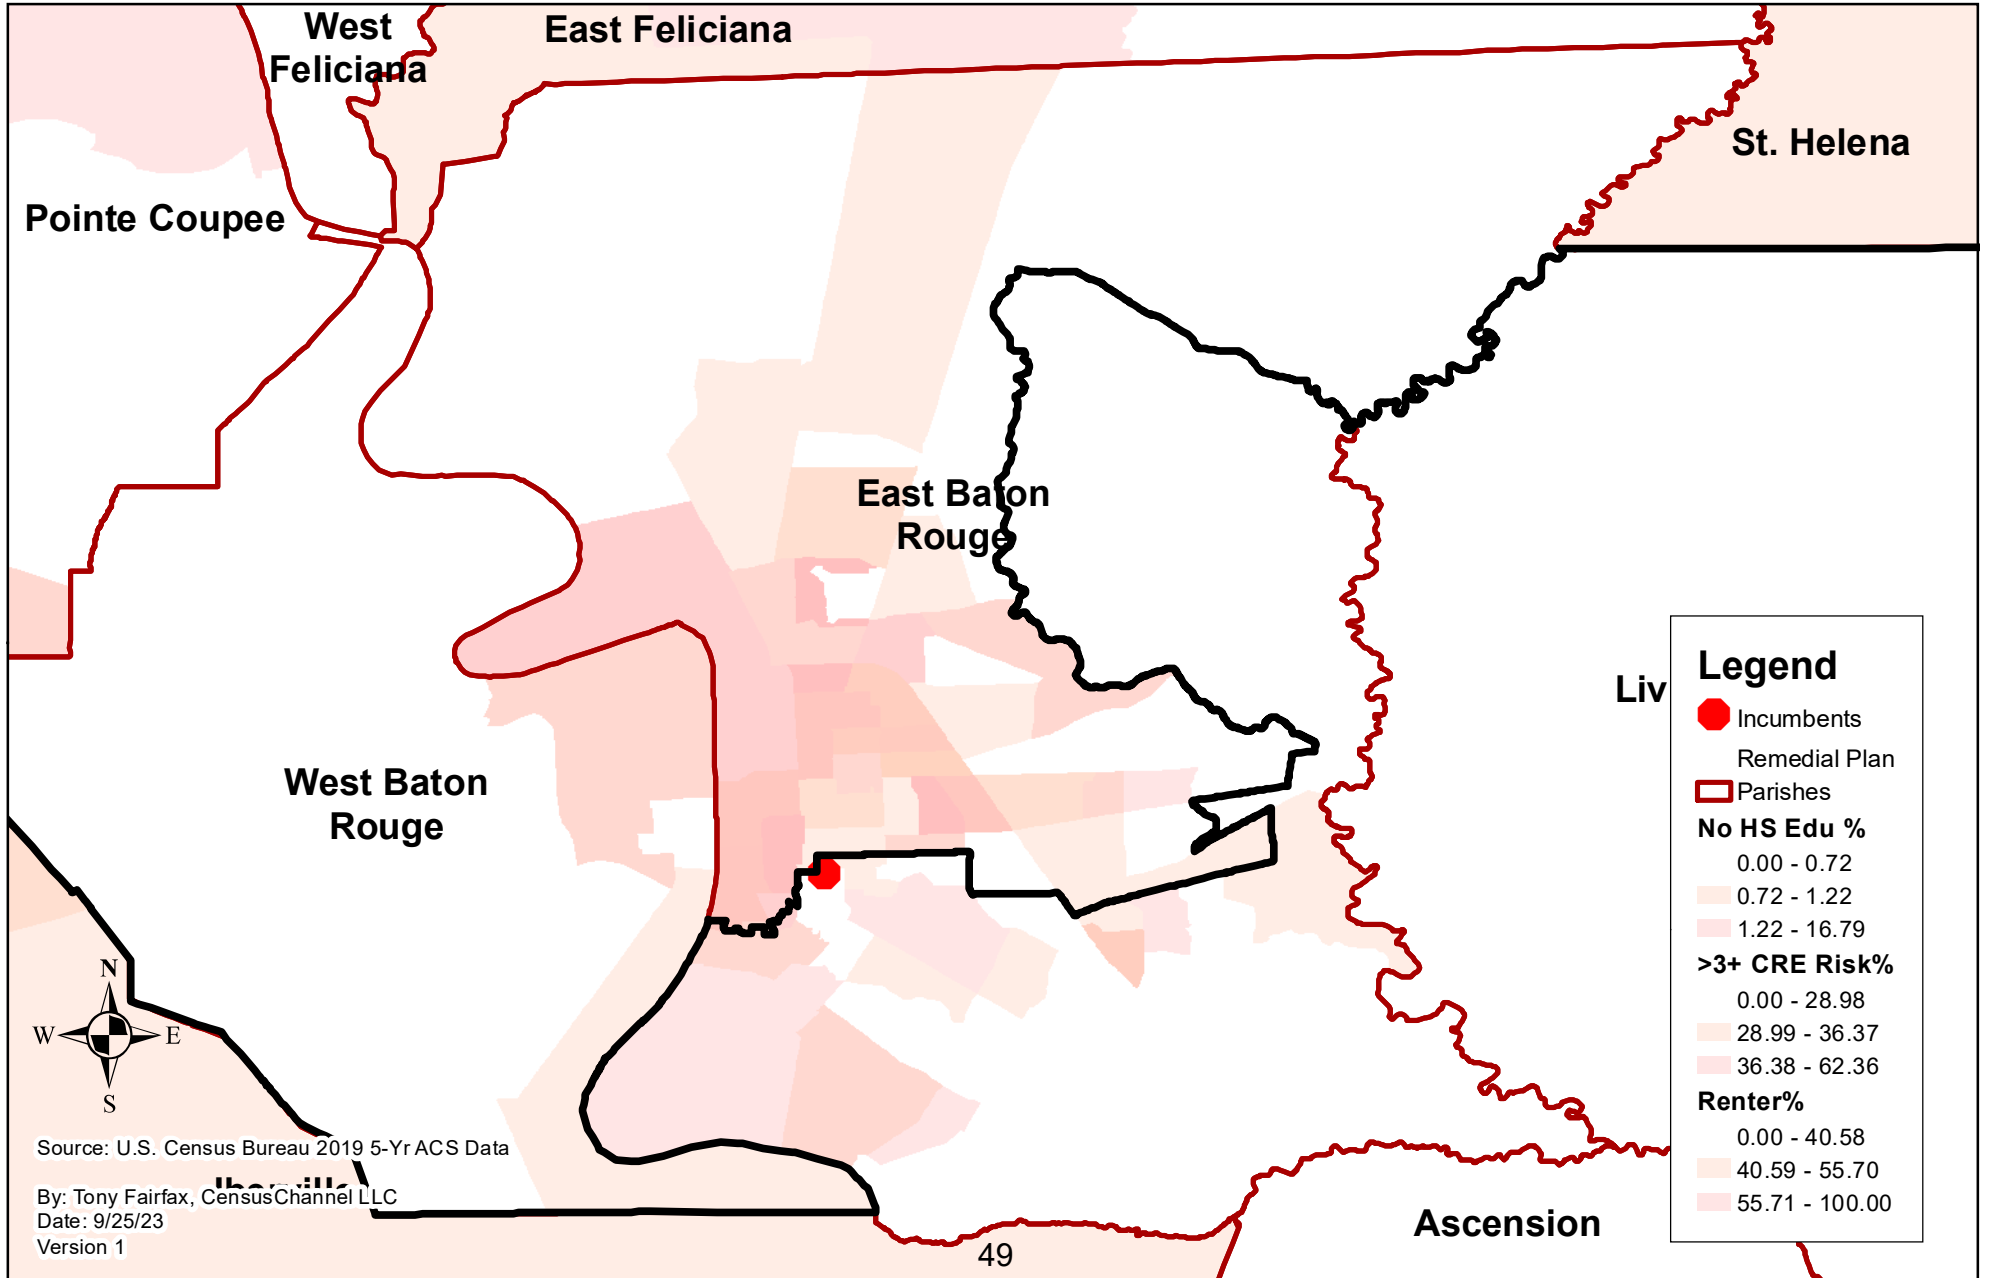 West
Feliciana
East Feliciana
St. Helena
Pointe Coupee
East Baton
Rouge
Liv
West Baton
Rouge
Legend
Incumbents
Remedial Plan
Parishes
No HS Edu %
0.00 - 0.72
0.72 - 1.22
1.22 - 16.79
>3+ CRE Risk%
0.00 - 28.98
28.99 - 36.37
36.38 - 62.36
Renter%
0.00 - 40.58
40.59 - 55.70
55.71 - 100.00
N
W E
S
Source: U.S. Census Bureau 2019 5-Yr ACS Data
By: Tony Fairfax, CensusChannel LLC
Date: 9/25/23
Version 1
Ascension
49